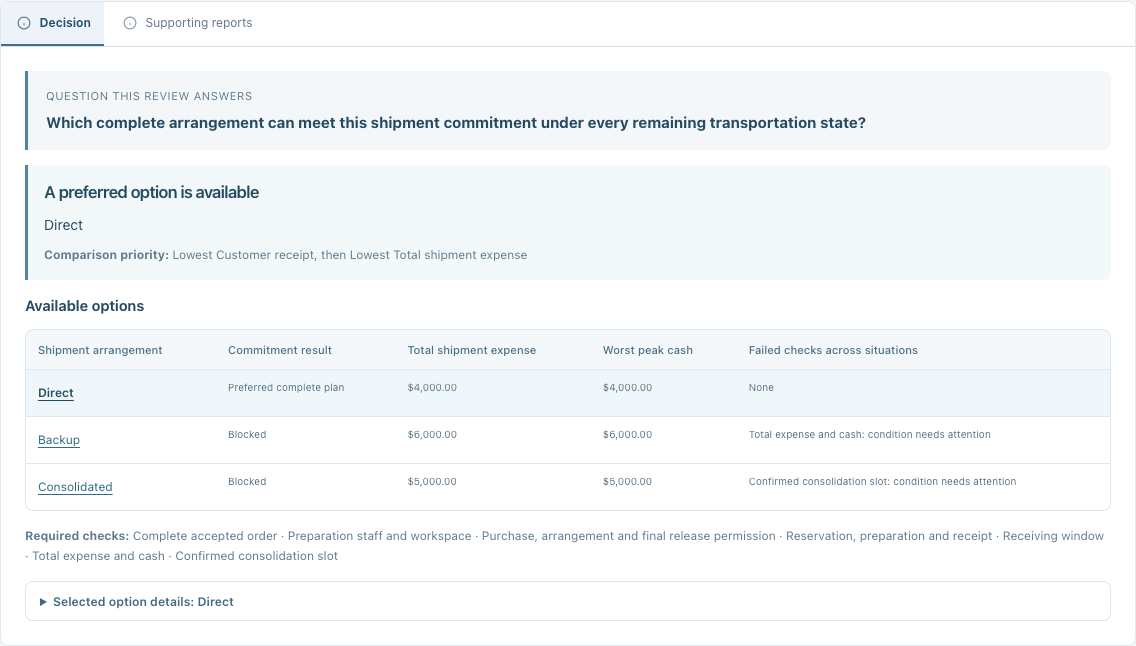 Decision
Supporting reports
QUESTION THIS REVIEW ANSWERS
Which complete arrangement can meet this shipment commitment under every remaining transportation state?
A preferred option is available
Direct
Comparison priority: Lowest Customer receipt, then Lowest Total shipment expense
Available options
Shipment arrangement Commitment result Total shipment expense Worst peak cash Failed checks across situations
Direct Preferred complete plan $4,000.00 $4,000.00 None
Backup Blocked $6,000.00 $6,000.00 Total expense and cash: condition needs attention
Consolidated Blocked $5,000.00 $5,000.00 Confirmed consolidation slot: condition needs attention
Required checks: Complete accepted order · Preparation staff and workspace · Purchase, arrangement and final release permission · Reservation, preparation and receipt · Receiving window
· Total expense and cash · Confirmed consolidation slot
Selected option details: Direct